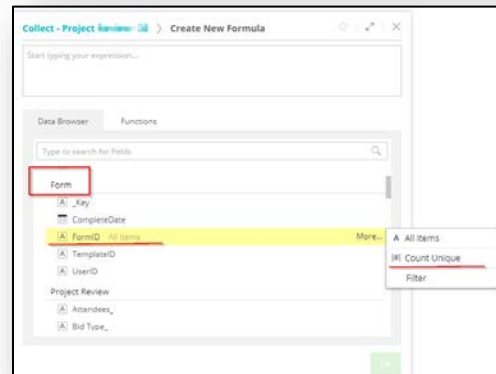 Collect - Project > Create New Formula
Start typing your expression...
Data Browser Functions
Type to search for fields
Form
A _Key
CompleteDate
A FormID All Items More...
A TemplateID
A UserID
Project Review
A Attendees_
A Bid Type_
A All Items
[#] Count Unique
Filter
OK